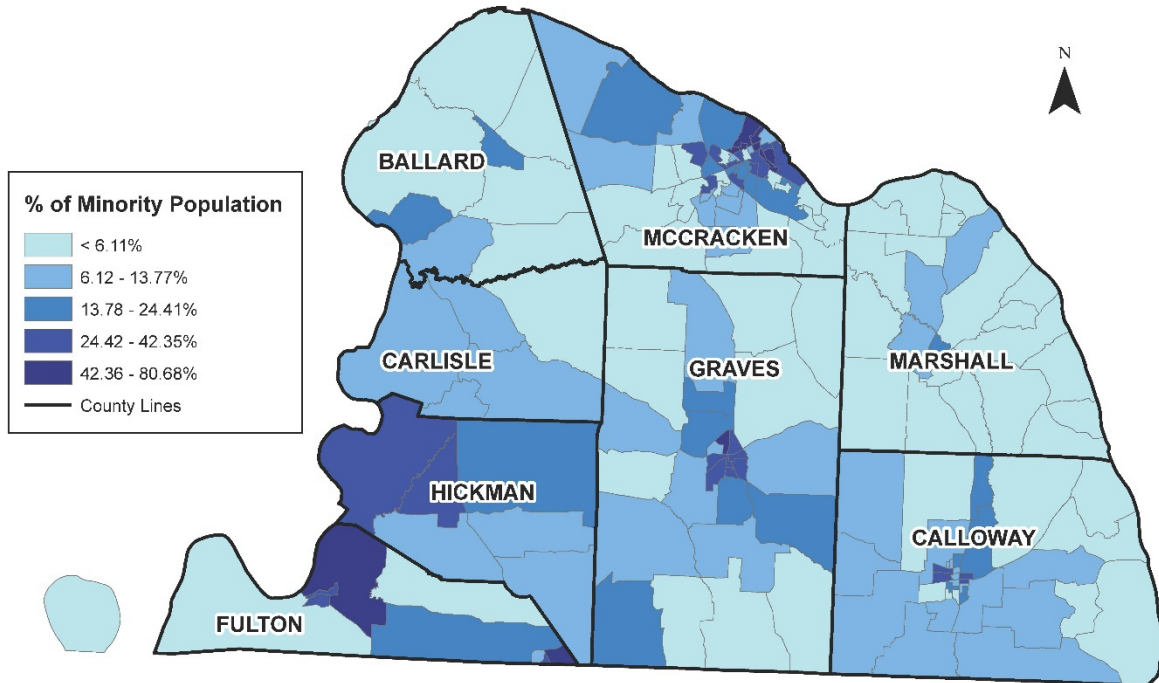 N
BALLARD
% of Minority Population
< 6.11%
6.12 - 13.77%
13.78 - 24.41%
24.42 - 42.35%
42.36 - 80.68%
County Lines
MCCRACKEN
CARLISLE
GRAVES
MARSHALL
HICKMAN
CALLOWAY
FULTON